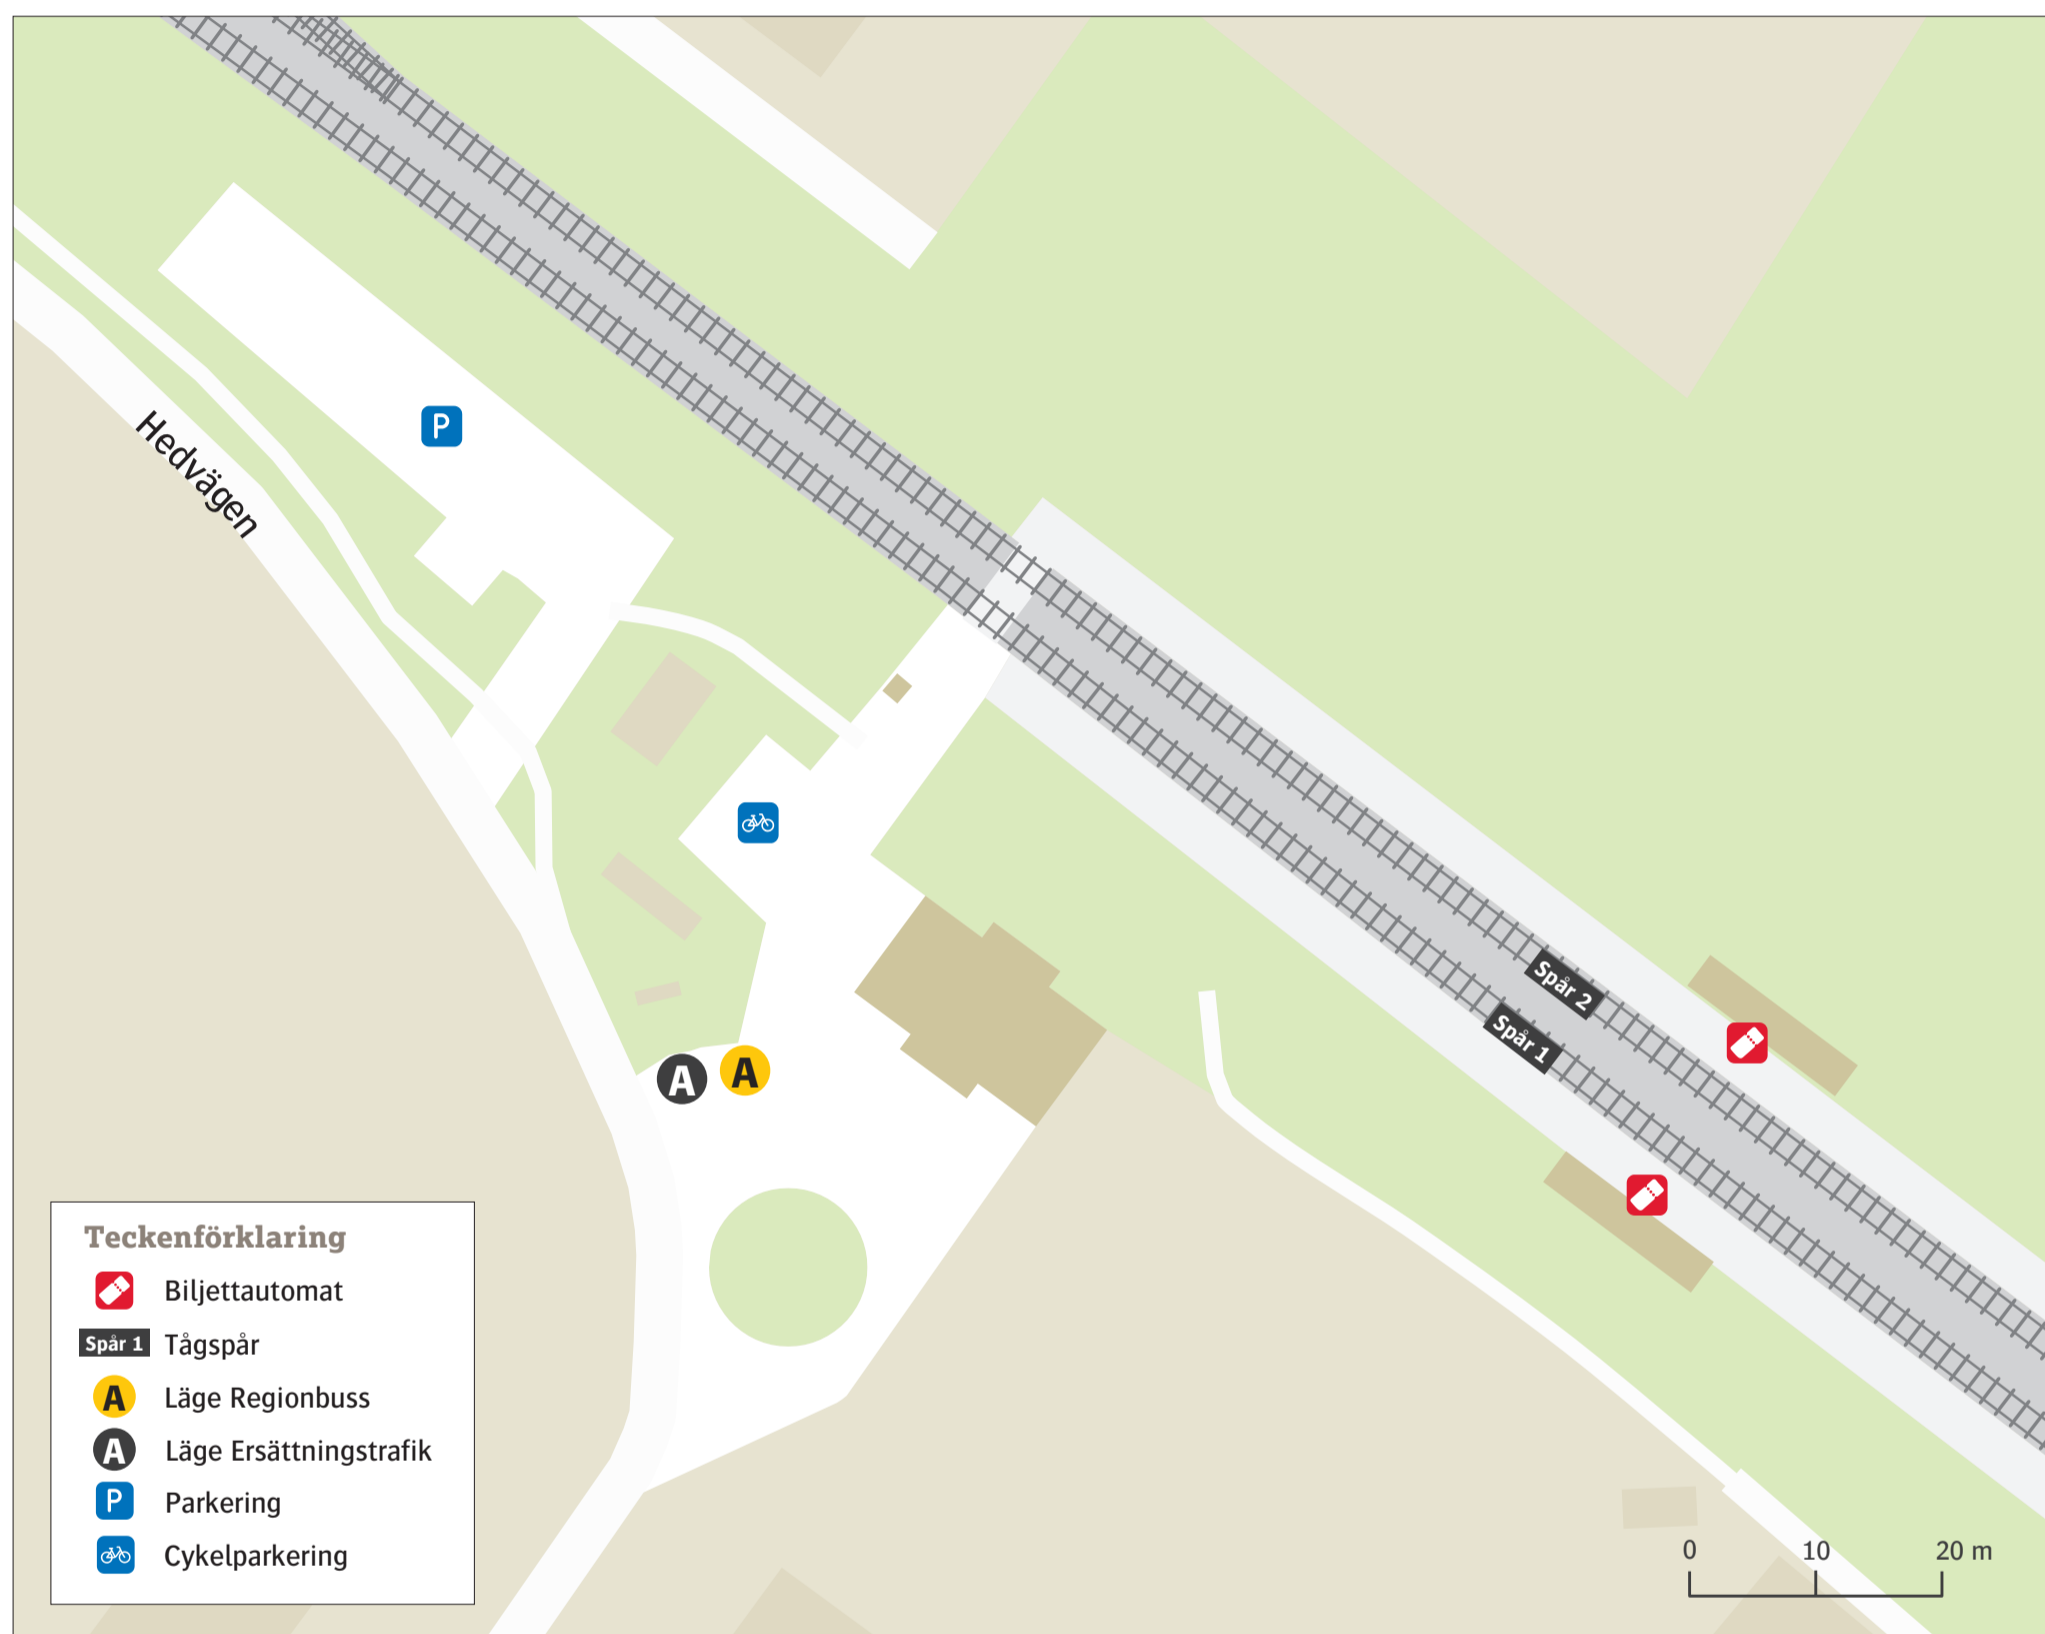 P
Hedvägen
Spår 2
Spår 1
A
A
Teckenförklaring
Biljettautomat
Spår 1 Tågspår
A Läge Regionbuss
A Läge Ersättningstrafik
P Parkering
Cykelparkering
0 10 20 m